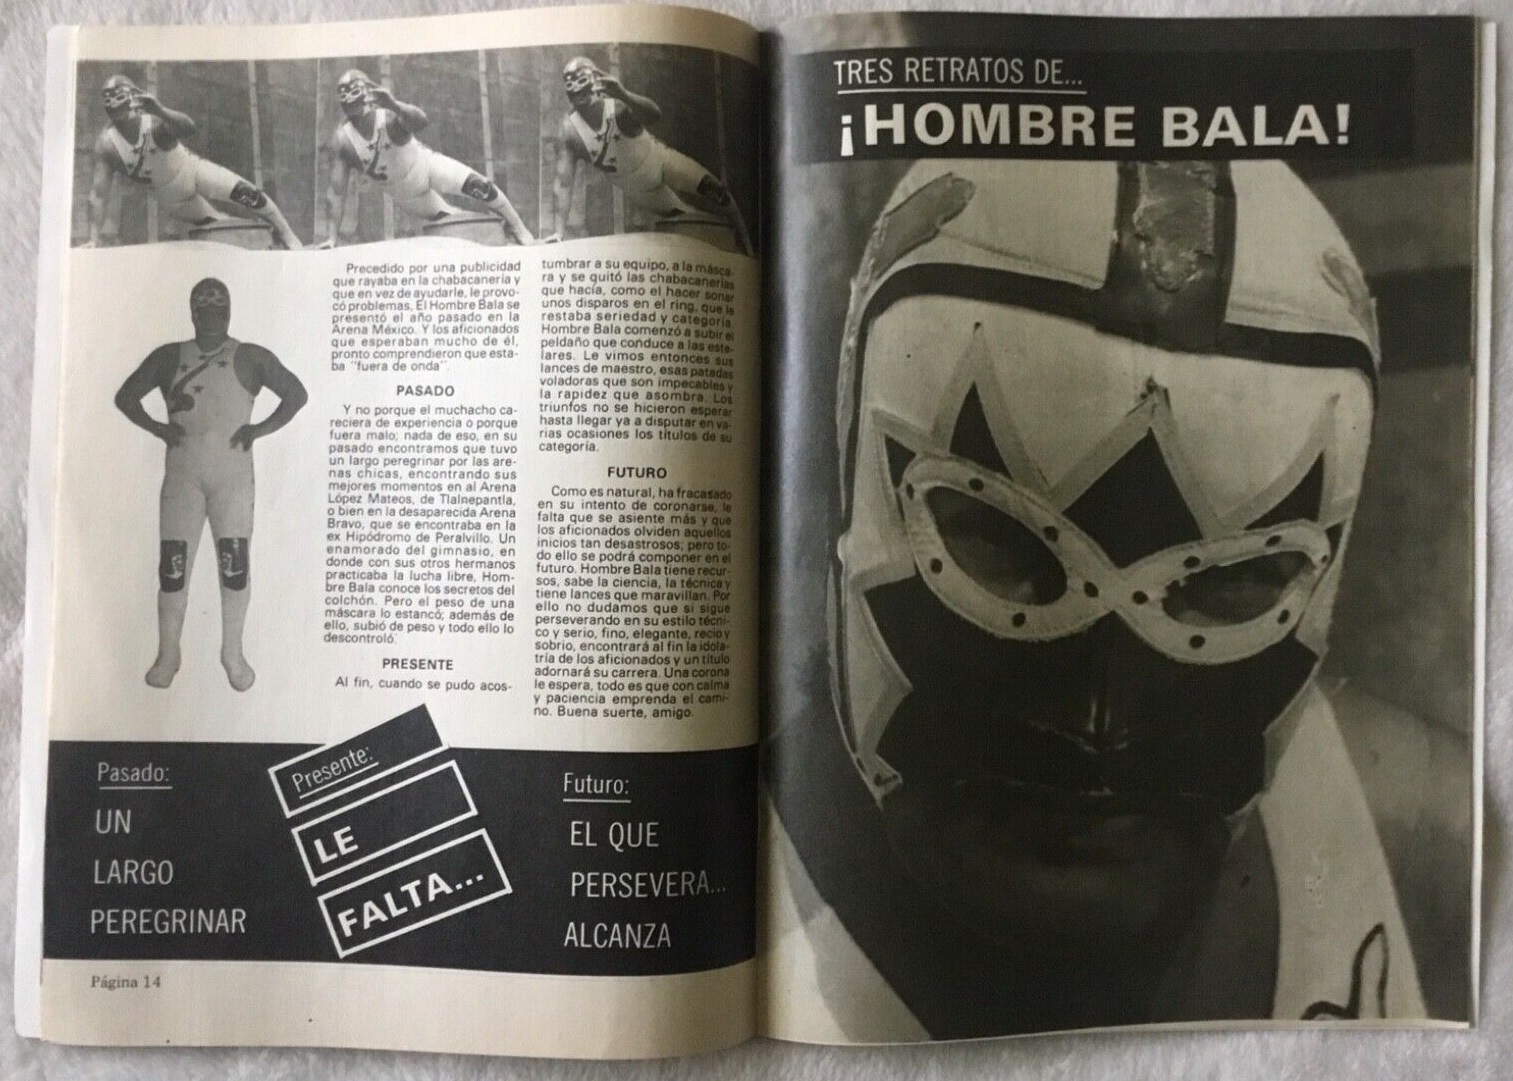 Precedido por una publicidad
que rayaba en la chabacanería y
que en vez de ayudarle, le provo-
có problemas, El Hombre Bala se
presentó el año pasado en la
Arena México. Y los aficionados
que esperaban mucho de él,
pronto comprendieron que esta-
ba "fuera de onda".
PASADO
Y no porque el muchacho ca-
reciera de experiencia o porque
fuera malo; nada de eso, en su
pasado encontramos que tuvo
un largo peregrinar por las are-
nas chicas, encontrando sus
mejores momentos en al Arena
López Mateos, de Tlalnepantla,
o bien en la desaparecida Arena
Bravo, que se encontraba en la
ex Hipódromo de Peralvillo. Un
enamorado del gimnasio, en
donde con sus otros hermanos
practicaba la lucha libre, Hom-
bre Bala conoce los secretos del
colchón. Pero el peso de una
máscara lo estancó; además de
ello, subió de peso y todo ello lo
descontroló.
PRESENTE
Al fin, cuando se pudo acos-
tumbrar a su equipo, a la másca-
ra y se quitó las chabacanerías
que hacía, como el hacer sonar
unos disparos en el ring, que le
restaba seriedad y categoría,
Hombre Bala comenzó a subir el
peldaño que conduce a las este-
lares. Le vimos entonces sus
lances de maestro, esas patadas
voladoras que son impecables y
la rapidez que asombra. Los
triunfos no se hicieron esperar
hasta llegar ya a disputar en va-
rias ocasiones los títulos de su
categoría.
FUTURO
Como es natural, ha fracasado
en su intento de coronarse, le
falta que se asiente más y que
los aficionados olviden aquellos
inicios tan desastrosos; pero to-
do ello se podrá componer en el
futuro. Hombre Bala tiene recur-
sos, sabe la ciencia, la técnica y
tiene lances que maravillan. Por
ello no dudamos que si sigue
perseverando en su estilo técni-
co y serio, fino, elegante, recio y
sobrio, encontrará al fin la idola-
tría de los aficionados y un título
adornará su carrera. Una corona
le espera, todo es que con calma
y paciencia emprenda el cami-
no. Buena suerte, amigo.
Pasado:
UN
LARGO
PEREGRINAR
Presente:
LE
FALTA...
Futuro:
EL QUE
PERSEVERA...
ALCANZA
Página 14
TRES RETRATOS DE...
¡HOMBRE BALA!